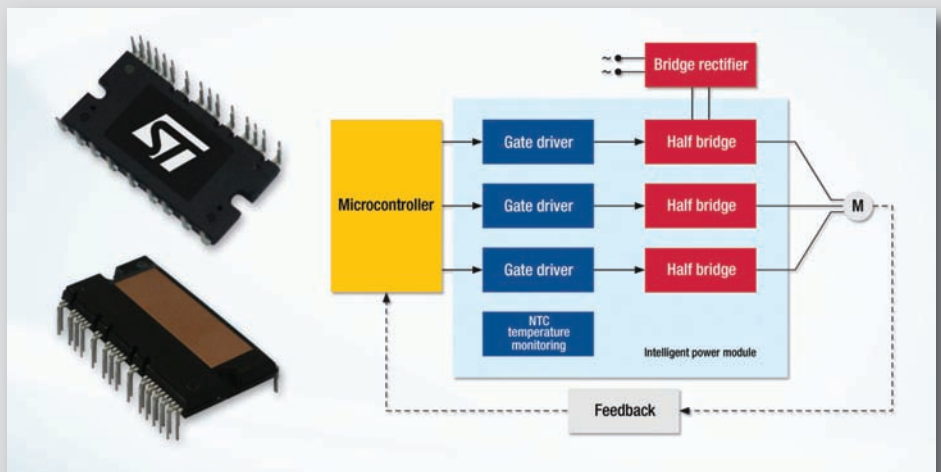 ST
~
~
Bridge rectifier
Microcontroller
Gate driver
Half bridge
Gate driver
Half bridge
M
Gate driver
Half bridge
NTC
temperature
monitoring
Intelligent power module
Feedback